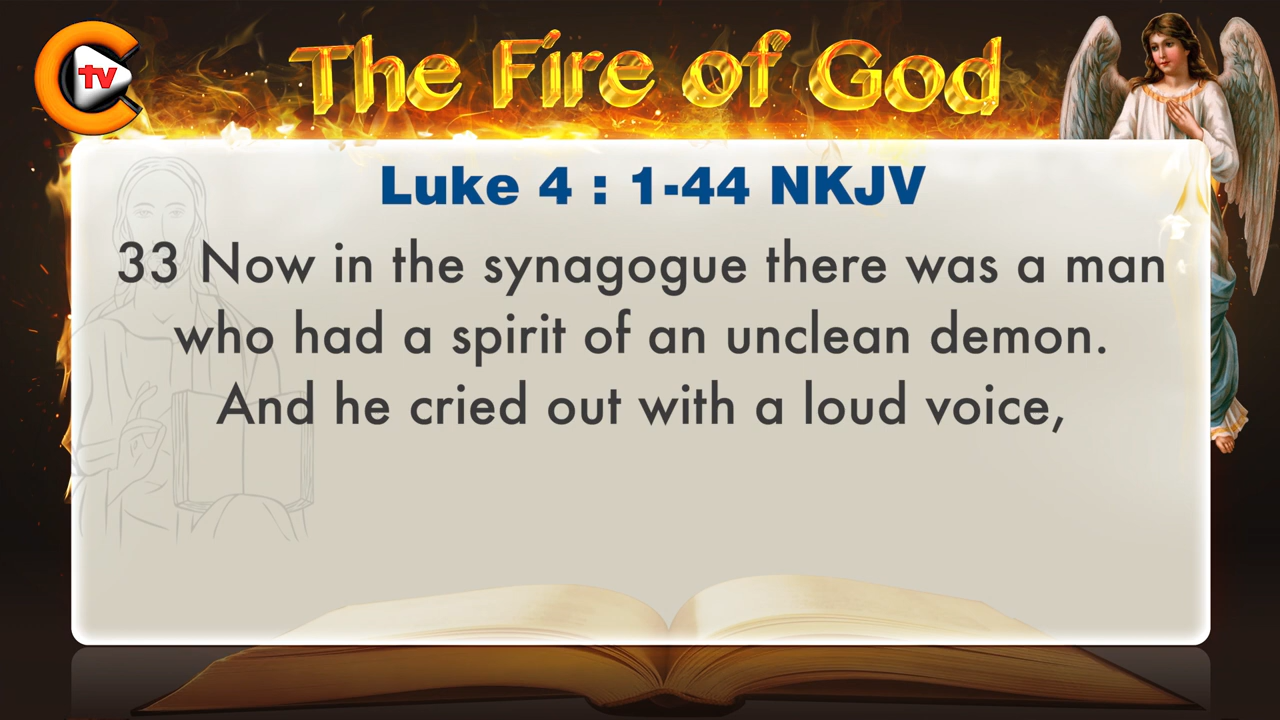 tv
The Fire of God
Luke 4 : 1-44 NKJV
33 Now in the synagogue there was a man
who had a spirit of an unclean demon.
And he cried out with a loud voice,